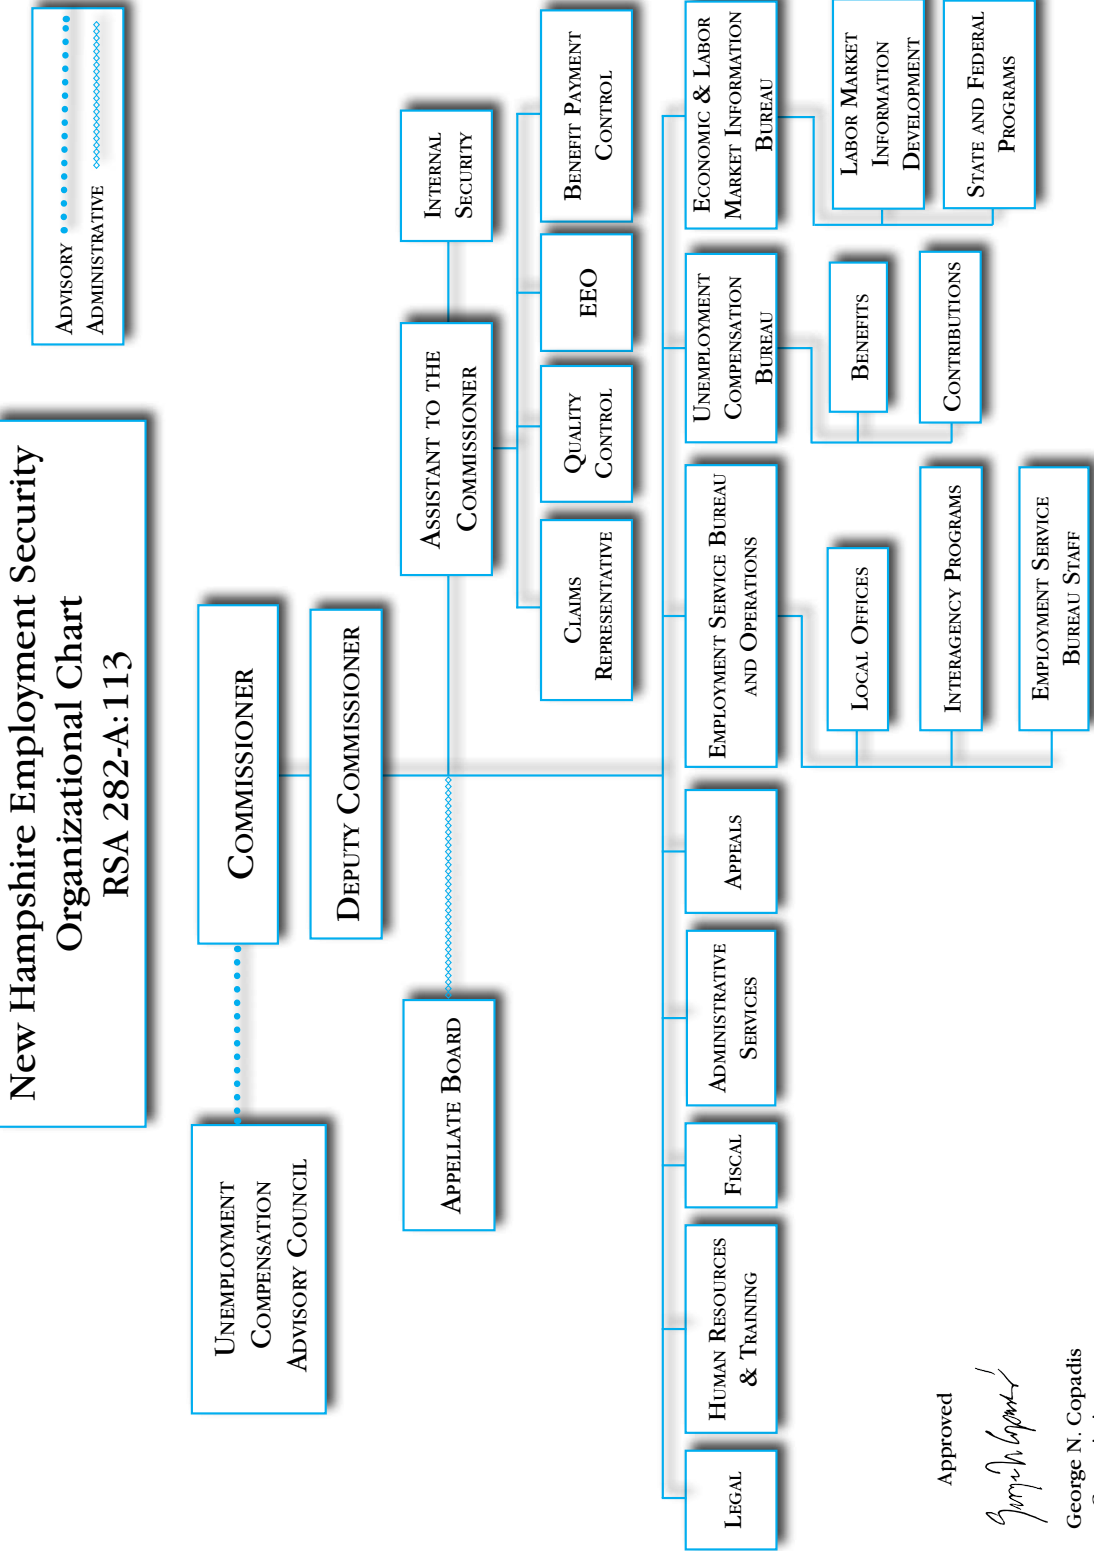 New Hampshire Employment Security
Organizational Chart
RSA 282-A:113
Advisory
Administrative
Unemployment
Compensation
Advisory Council
Commissioner
Deputy Commissioner
Appellate Board
Assistant to the
Commissioner
Internal
Security
Claims
Representative
Quality
Control
EEO
Benefit Payment
Control
Legal
Human Resources
& Training
Fiscal
Administrative
Services
Appeals
Employment Service Bureau
and Operations
Unemployment
Compensation
Bureau
Economic & Labor
Market Information
Bureau
Local Offices
Interagency Programs
Employment Service
Bureau Staff
Benefits
Contributions
Labor Market
Information
Development
State and Federal
Programs
Approved
George N. Copadis